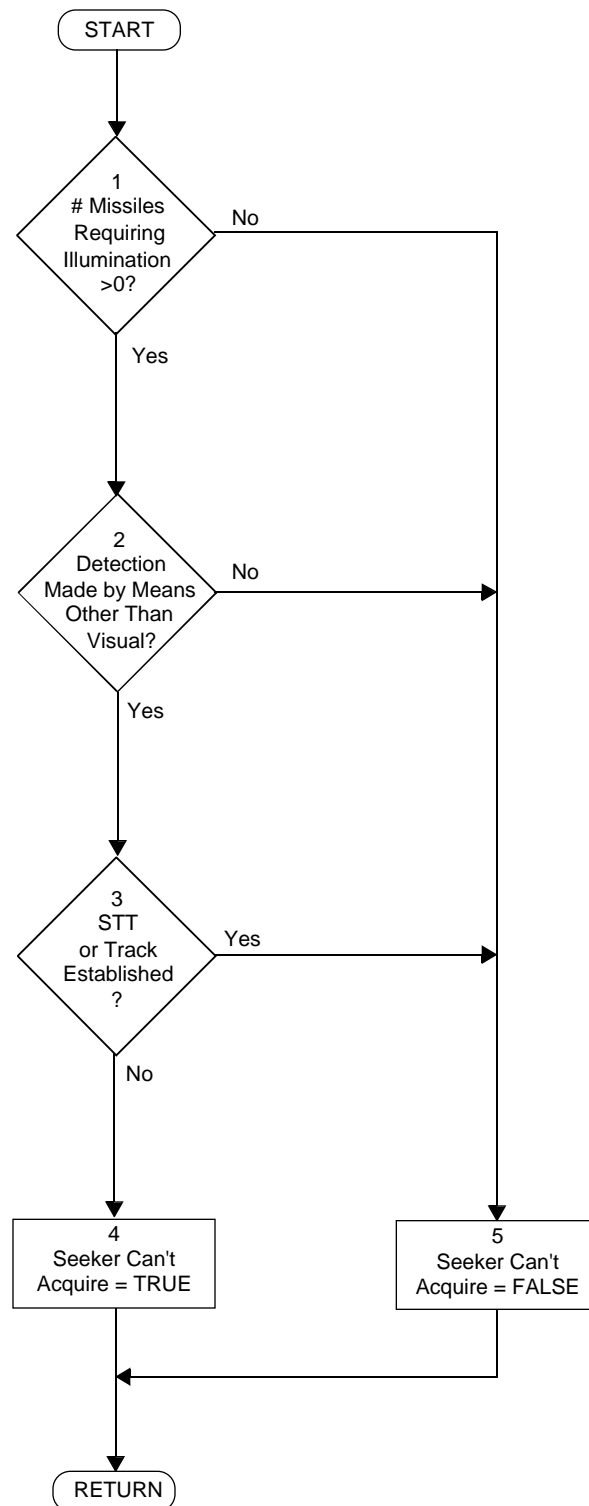 START
1
# Missiles
Requiring
Illumination
>0?
No
Yes
2
Detection
Made by Means
Other Than
Visual?
No
Yes
3
STT
or Track
Established
?
Yes
No
4
Seeker Can't
Acquire = TRUE
5
Seeker Can't
Acquire = FALSE
RETURN